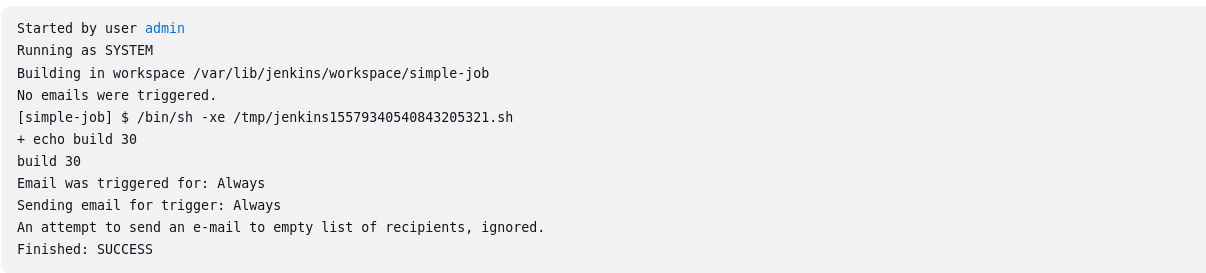 Started by user admin
Running as SYSTEM
Building in workspace /var/lib/jenkins/workspace/simple-job
No emails were triggered.
[simple-job] $ /bin/sh -xe /tmp/jenkins15579340540843205321.sh
+ echo build 30
build 30
Email was triggered for: Always
Sending email for trigger: Always
An attempt to send an e-mail to empty list of recipients, ignored.
Finished: SUCCESS